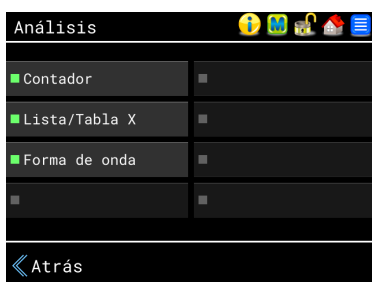 Análisis
i M
Contador
Lista/Tabla X
Forma de onda
Atrás